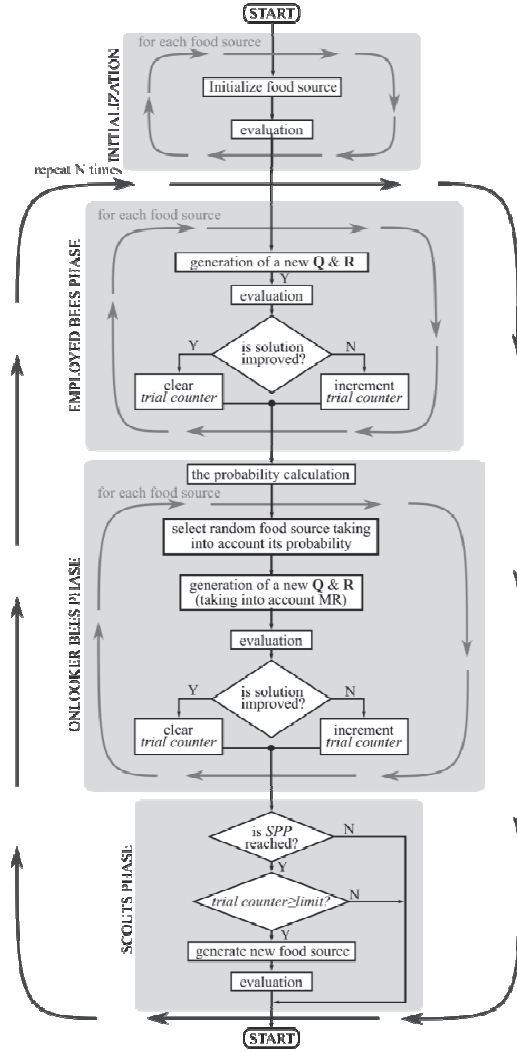 START
for each food source
INITIALIZATION
Initialize food source
evaluation
repeat N times
for each food source
EMPLOYED BEES PHASE
generation of a new Q & R
Y
evaluation
is solution
improved?
Y
N
clear
trial counter
increment
trial counter
the probability calculation
for each food source
ONLOOKER BEES PHASE
select random food source taking
into account its probability
generation of a new Q & R
(taking into account MR)
evaluation
is solution
improved?
Y
N
clear
trial counter
increment
trial counter
SCOUTS PHASE
is SPP
reached?
N
Y
trial counter≥limit?
N
Y
generate new food source
evaluation
START